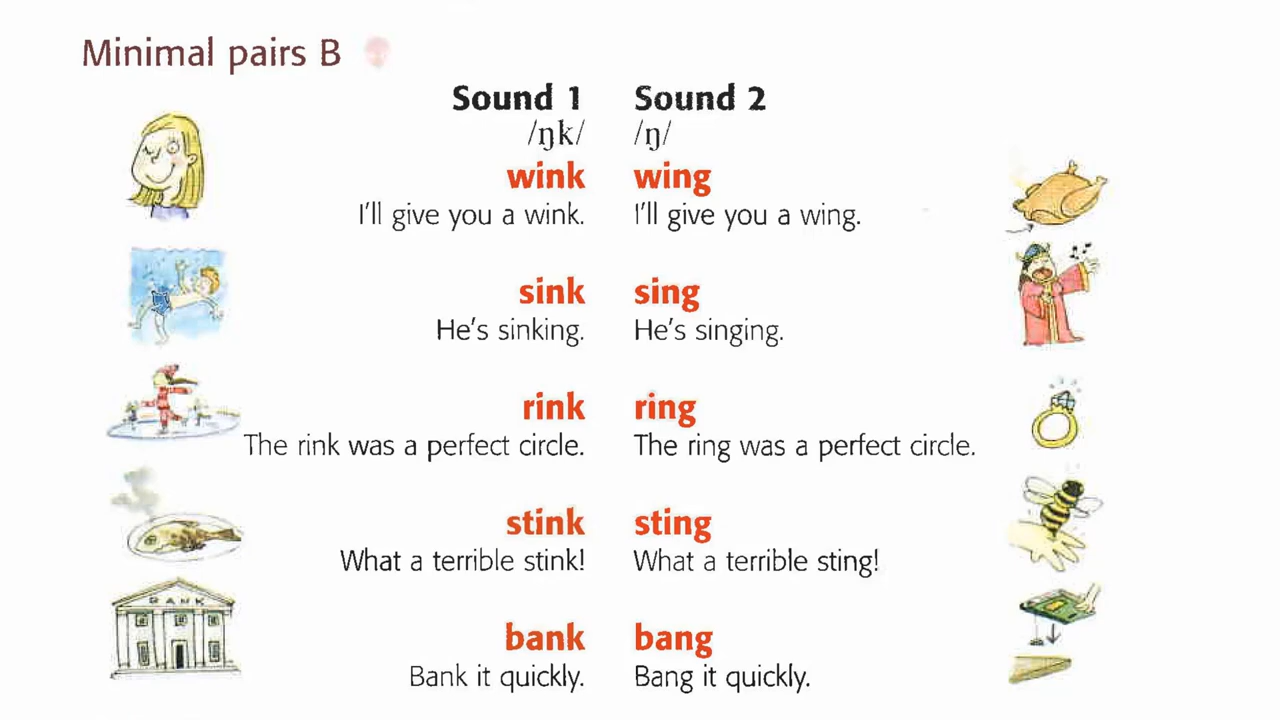 Minimal pairs B
Sound 1 Sound 2
/ŋk/ /ŋ/
wink wing
I'll give you a wink. I'll give you a wing.
sink sing
He's sinking. He's singing.
rink ring
The rink was a perfect circle. The ring was a perfect circle.
stink sting
What a terrible stink! What a terrible sting!
BANK
bank bang
Bank it quickly. Bang it quickly.